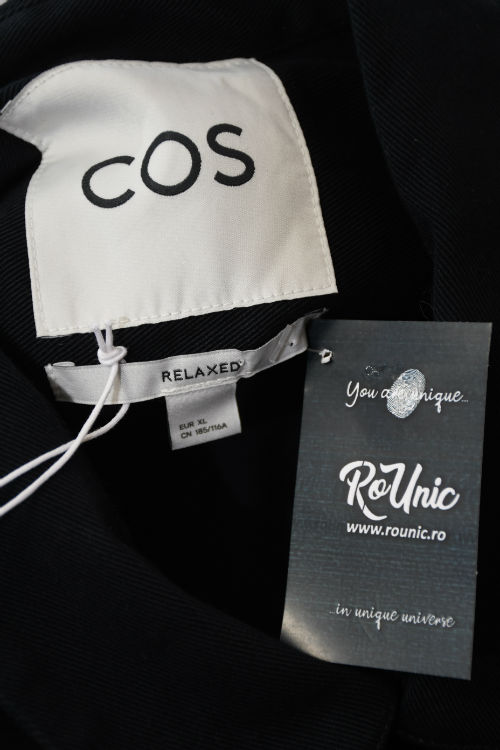 COS
RELAXED
EUR XL
CN 185/116A
You are unique...
RoUnic
www.rounic.ro
...in unique universe